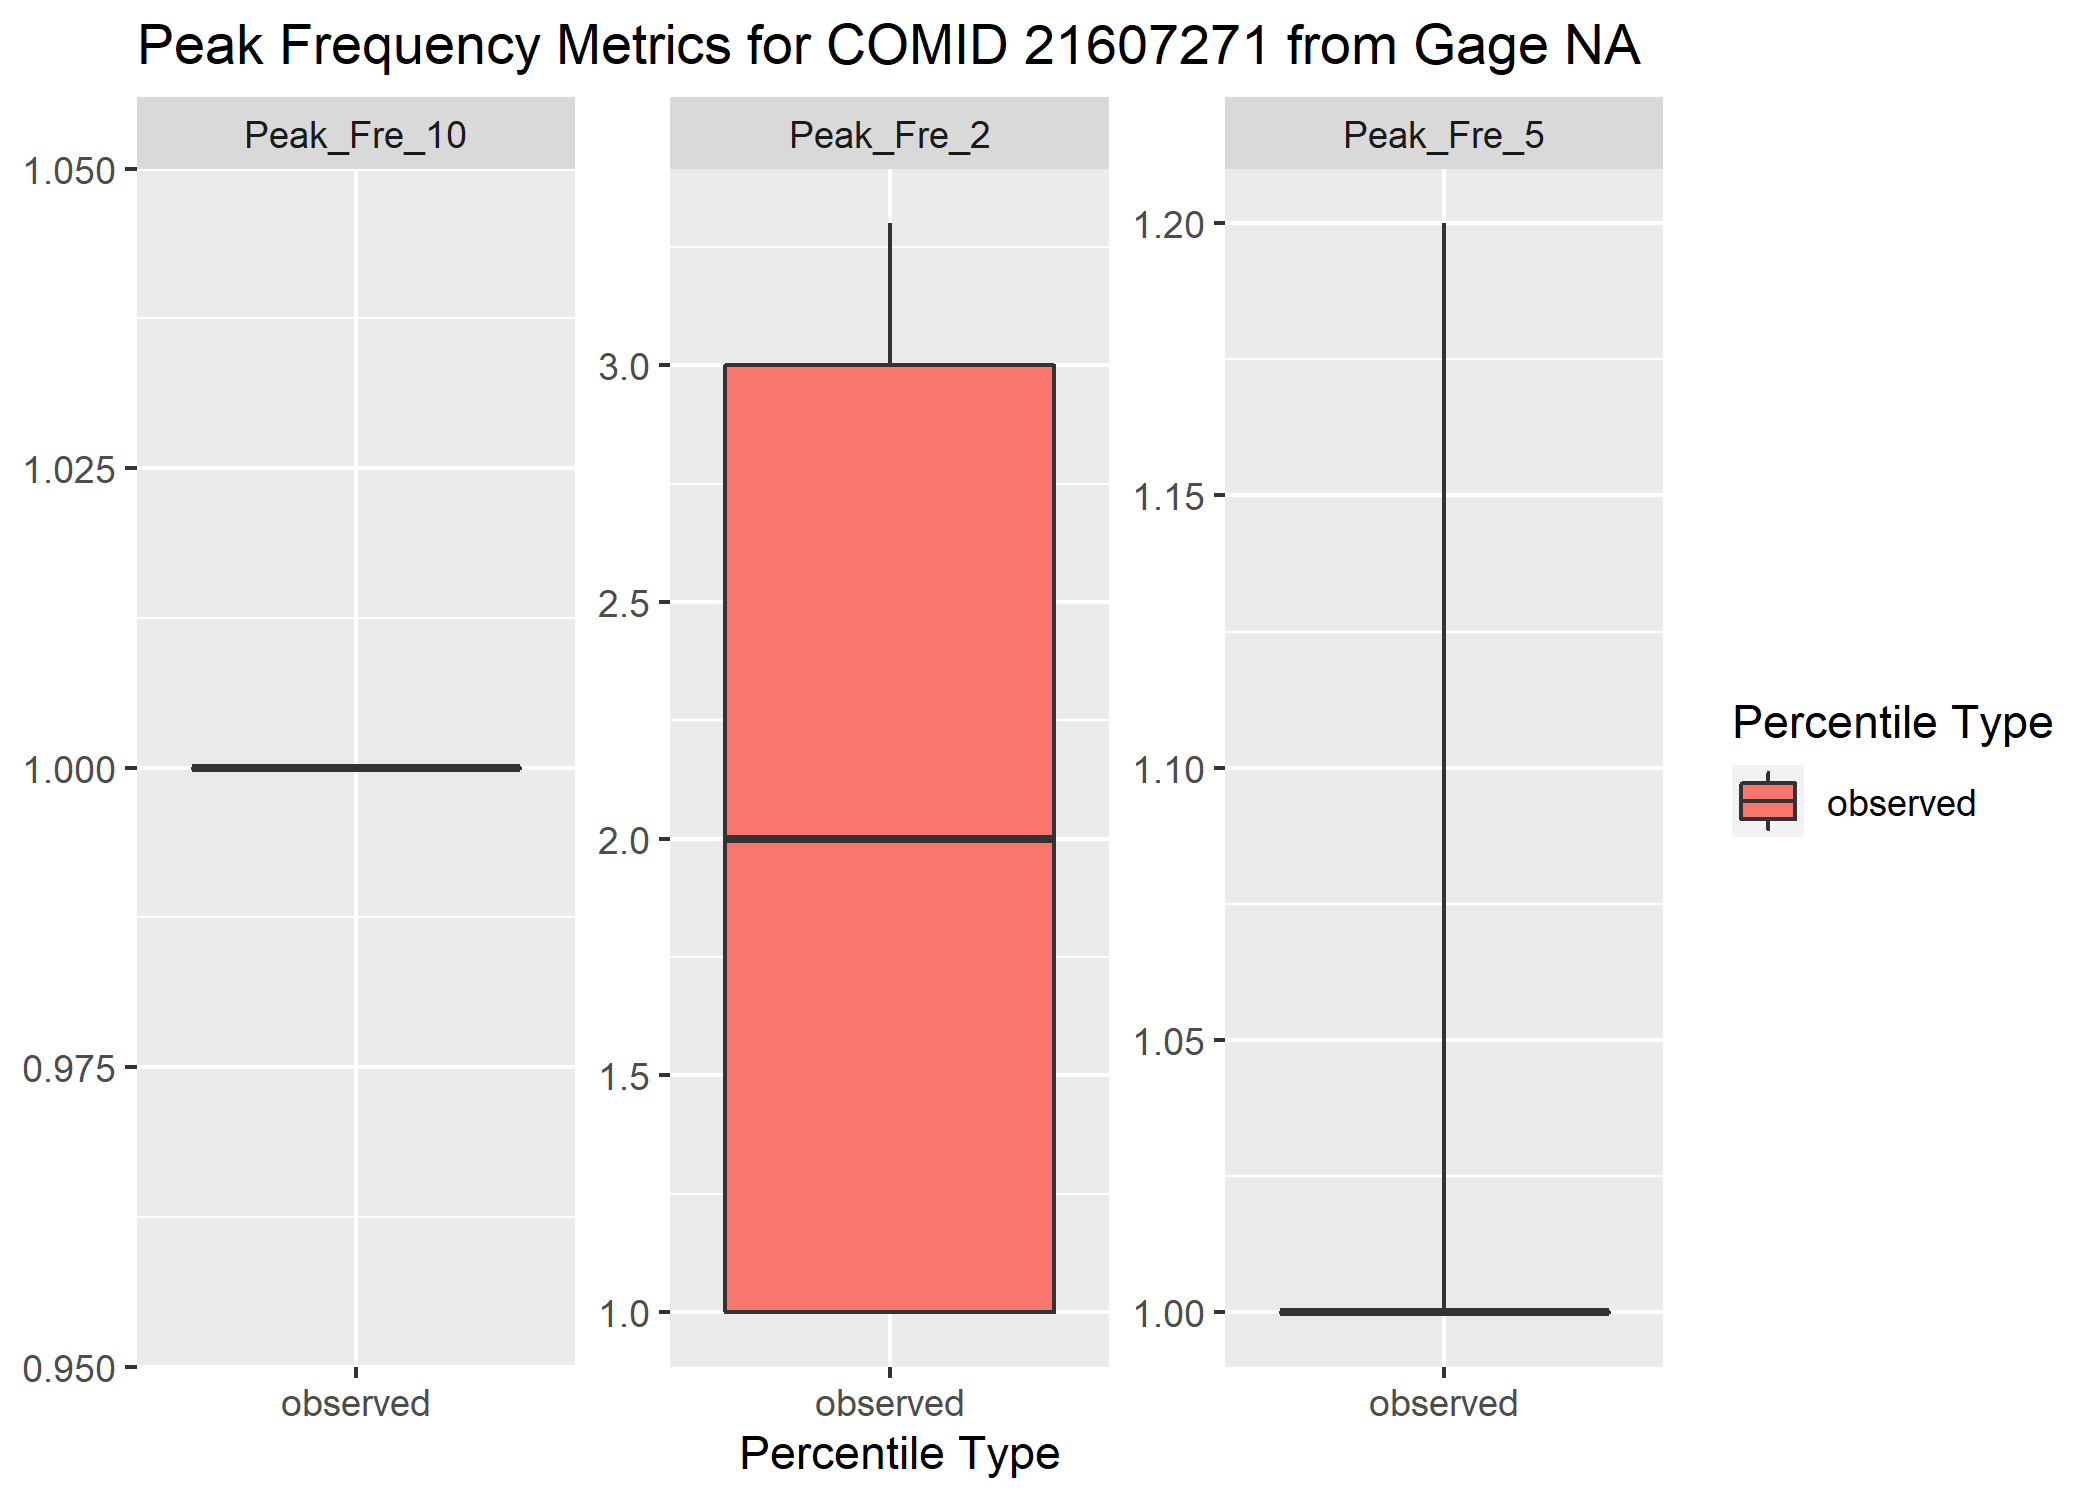 Peak Frequency Metrics for COMID 21607271 from Gage NA
Peak_Fre_10
Peak_Fre_2
Peak_Fre_5
1.050
1.025
1.000
0.975
0.950
3.0
2.5
2.0
1.5
1.0
1.20
1.15
1.10
1.05
1.00
observed
observed
observed
Percentile Type
Percentile Type
observed